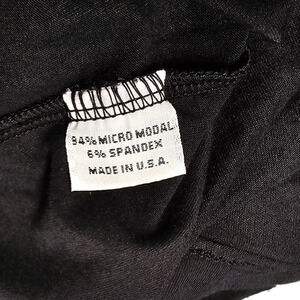 94% MICRO MODAL
6% SPANDEX
MADE IN U.S.A.